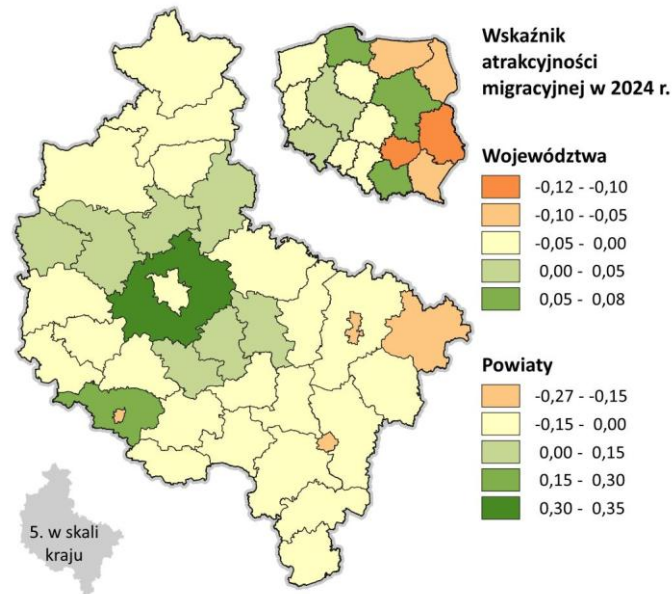 Wskaźnik
atrakcyjności
migracyjnej w 2024 r.
Województwa
-0,12 - -0,10
-0,10 - -0,05
-0,05 - 0,00
0,00 - 0,05
0,05 - 0,08
Powiaty
-0,27 - -0,15
-0,15 - 0,00
0,00 - 0,15
0,15 - 0,30
0,30 - 0,35
5. w skali
kraju